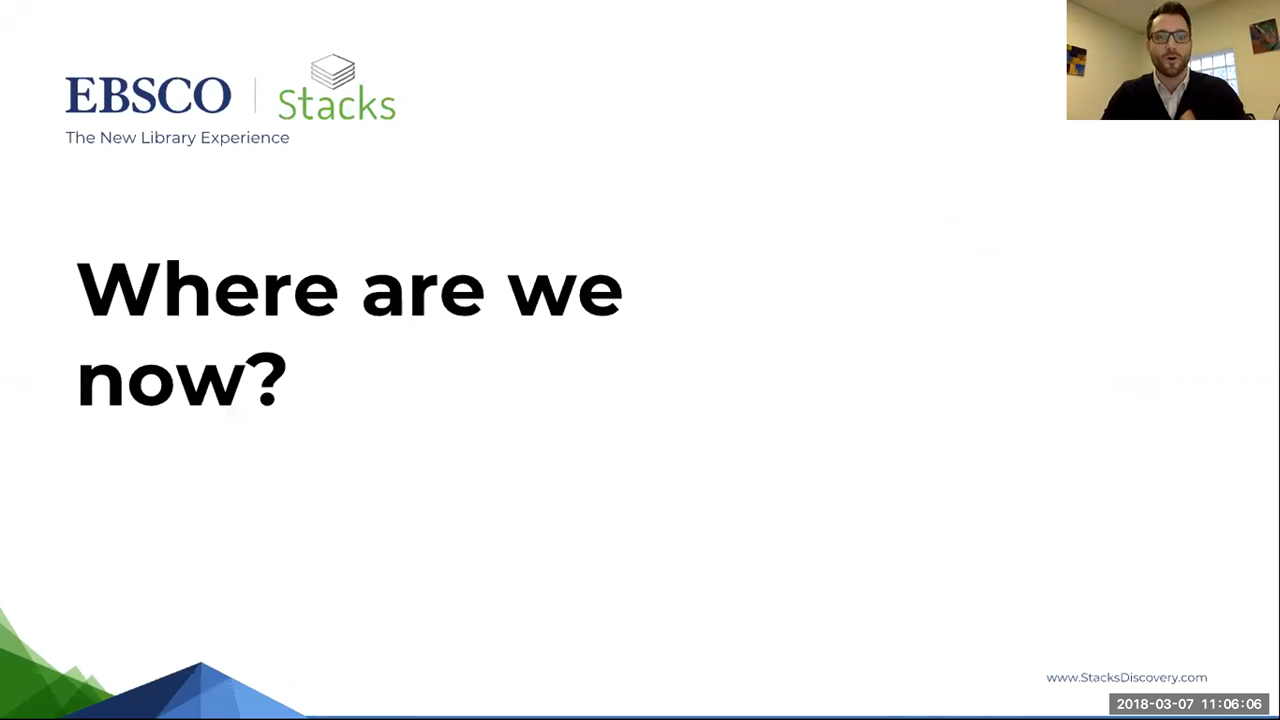 EBSCO
Stacks
The New Library Experience
Where are we
now?
www.StacksDiscovery.com
2018-03-07 11:06:06